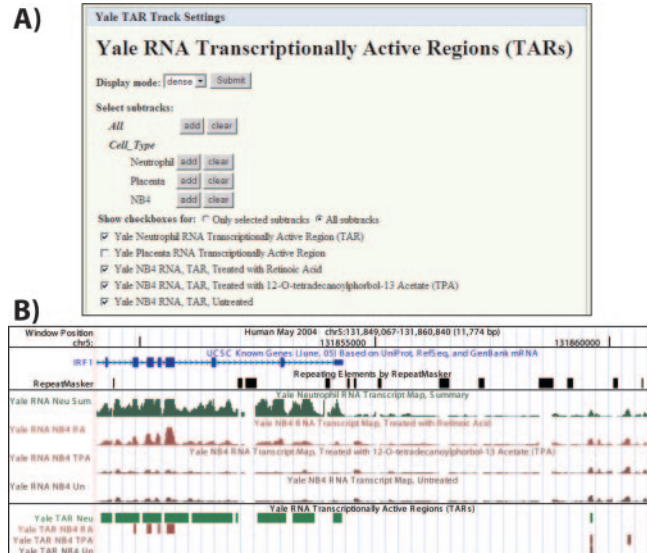 A)
Yale TAR Track Settings
Yale RNA Transcriptionally Active Regions (TARs)
Display mode: dense Submit
Select subtracks:
All add clear
Cell_Type
Neutrophil add clear
Placenta add clear
NB4 add clear
Show checkboxes for: Only selected subtracks All subtracks
Yale Neutrophil RNA Transcriptionally Active Region (TAR)
Yale Placenta RNA Transcriptionally Active Region
Yale NB4 RNA, TAR, Treated with Retinoic Acid
Yale NB4 RNA, TAR, Treated with 12-O-tetradecanoylphorbol-13 Acetate (TPA)
Yale NB4 RNA, TAR, Untreated
B)
Window Position Human May 2004 chr5:131,849,067-131,860,840 (11,774 bp)
chr5: 131855000 131860000
UCSC Known Genes (June, 05) Based on UniProt, RefSeq, and GenBank mRNA
IRF1
Repeating Elements by RepeatMasker
RepeatMasker
Yale Neutrophil RNA Transcript Map, Summary
Yale RNA Neu Sum
Yale NB4 RNA Transcript Map, Treated with Retinoic Acid
Yale RNA NB4 RA
Yale NB4 RNA Transcript Map, Treated with 12-O-tetradecanoylphorbol-13 Acetate (TPA)
Yale RNA NB4 TPA
Yale NB4 RNA Transcript Map, Untreated
Yale RNA NB4 Un
Yale RNA Transcriptionally Active Regions (TARs)
Yale TAR Neu
Yale TAR NB4 RA
Yale TAR NB4 TPA
Yale TAR NB4 Un